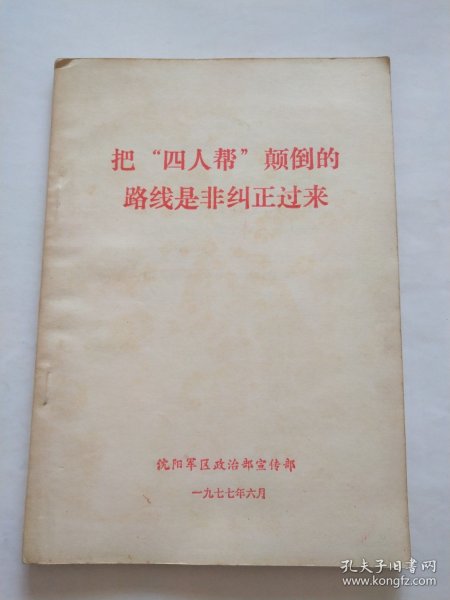 把“四人帮”颠倒的
路线是非纠正过来
沈阳军区政治部宣传部
一九七七年六月
孔夫子旧书网
www.kongfz.com